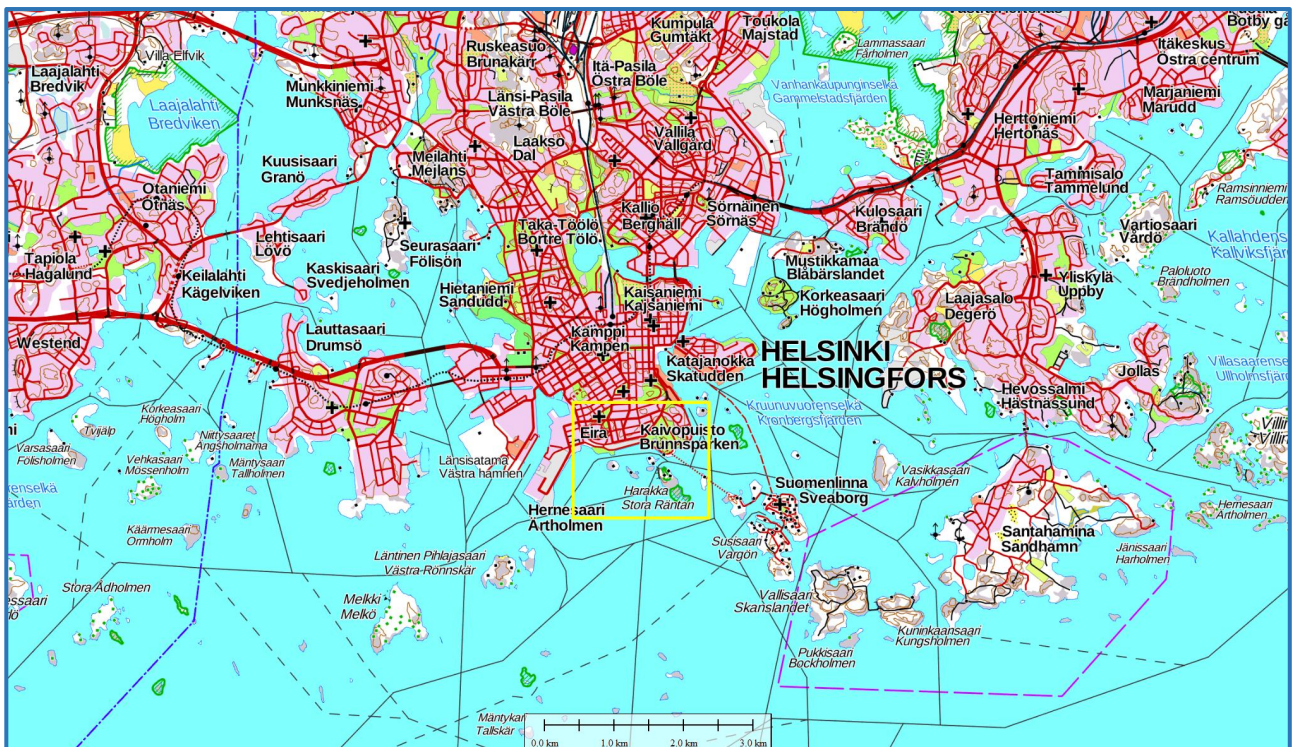 Kumpula
Gumtäkt
Toukola
Majstad
Botby gå
Villa Elfvik
Ruskeasuo
Brunakärr
Itä-Pasila
Östra Böle
Lammassaari
Fårholmen
Itäkeskus
Östra centrum
Laajalahti
Bredvik
Munkkiniemi
Munksnäs
Länsi-Pasila
Västra Böle
Vanhankaupunginselkä
Gammelstadsfjärden
Marjaniemi
Marudd
Laajalahti
Bredviken
Herttoniemi
Hertonäs
Laakso
Dal
Vallila
Vallgård
Kuusisaari
Granö
Meilahti
Mejlans
Tammisalo
Tammelund
Otaniemi
Otnäs
Ramsinniemi
Ramsöudden
Kallio
Berghäll
Sörnäinen
Sörnäs
Kulosaari
Brändö
Taka-Töölö
Bortre Tölö
Vartiosaari
Vårdö
Lehtisaari
Lövö
Seurasaari
Fölisön
Kallahdens
Kallviksfjär
Tapiola
Hagalund
Mustikkamaa
Blåbärslandet
Keilalahti
Kägelviken
Kaskisaari
Svedjeholmen
Paloluoto
Brändholmen
Yliskylä
Uppby
Hietaniemi
Sandudd
Kaisaniemi
Kajsaniemi
Korkeasaari
Högholmen
Laajasalo
Degerö
Lauttasaari
Drumsö
Kamppi
Kampen
Westend
Katajanokka
Skatudden
HELSINKI
HELSINGFORS
Villasaarense
Ullholmsfjärd
Jollas
Hevossalmi
Hästnässund
Kruunuvuorenselkä
Kronbergsfjärden
Korkeasaari
Högholm
Tvijälp
Eira
Kaivopuisto
Brunnsparken
Varsasaari
Fölisholmen
Niittysaaret
Ängsholmarna
Vehkasaari
Mössenholm
Mäntysaari
Tallholmen
Länsisatama
Västra hamnen
Vasikkasaari
Kalvholmen
Suomenlinna
Sveaborg
Harakka
Stora Räntan
Hernesaari
Ärtholmen
Hernesaari
Ärtholmen
Käärmesaari
Ormholm
Santahamina
Sandhamn
Susisaari
Vargön
Jänissaari
Harholmen
Läntinen Pihlajasaari
Västra-Rönnskär
Stora Ådholmen
Vallisaari
Skanslandet
Melkki
Melkö
Kuninkaansaari
Kungsholmen
Pukkisaari
Bockholmen
Mäntykari
Tallskär
0.0 km
1.0 km
2.0 km
3.0 km